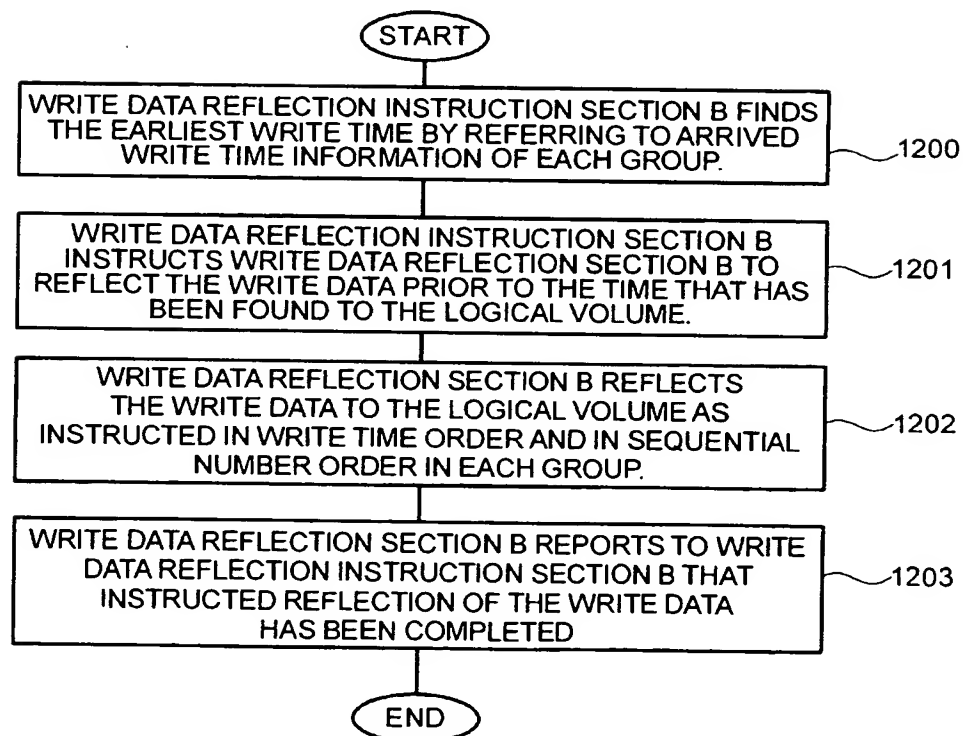 START
WRITE DATA REFLECTION INSTRUCTION SECTION B FINDS
THE EARLIEST WRITE TIME BY REFERRING TO ARRIVED
WRITE TIME INFORMATION OF EACH GROUP.
1200
WRITE DATA REFLECTION INSTRUCTION SECTION B
INSTRUCTS WRITE DATA REFLECTION SECTION B TO
REFLECT THE WRITE DATA PRIOR TO THE TIME THAT HAS
BEEN FOUND TO THE LOGICAL VOLUME.
1201
WRITE DATA REFLECTION SECTION B REFLECTS
THE WRITE DATA TO THE LOGICAL VOLUME AS
INSTRUCTED IN WRITE TIME ORDER AND IN SEQUENTIAL
NUMBER ORDER IN EACH GROUP.
1202
WRITE DATA REFLECTION SECTION B REPORTS TO WRITE
DATA REFLECTION INSTRUCTION SECTION B THAT
INSTRUCTED REFLECTION OF THE WRITE DATA
HAS BEEN COMPLETED
1203
END